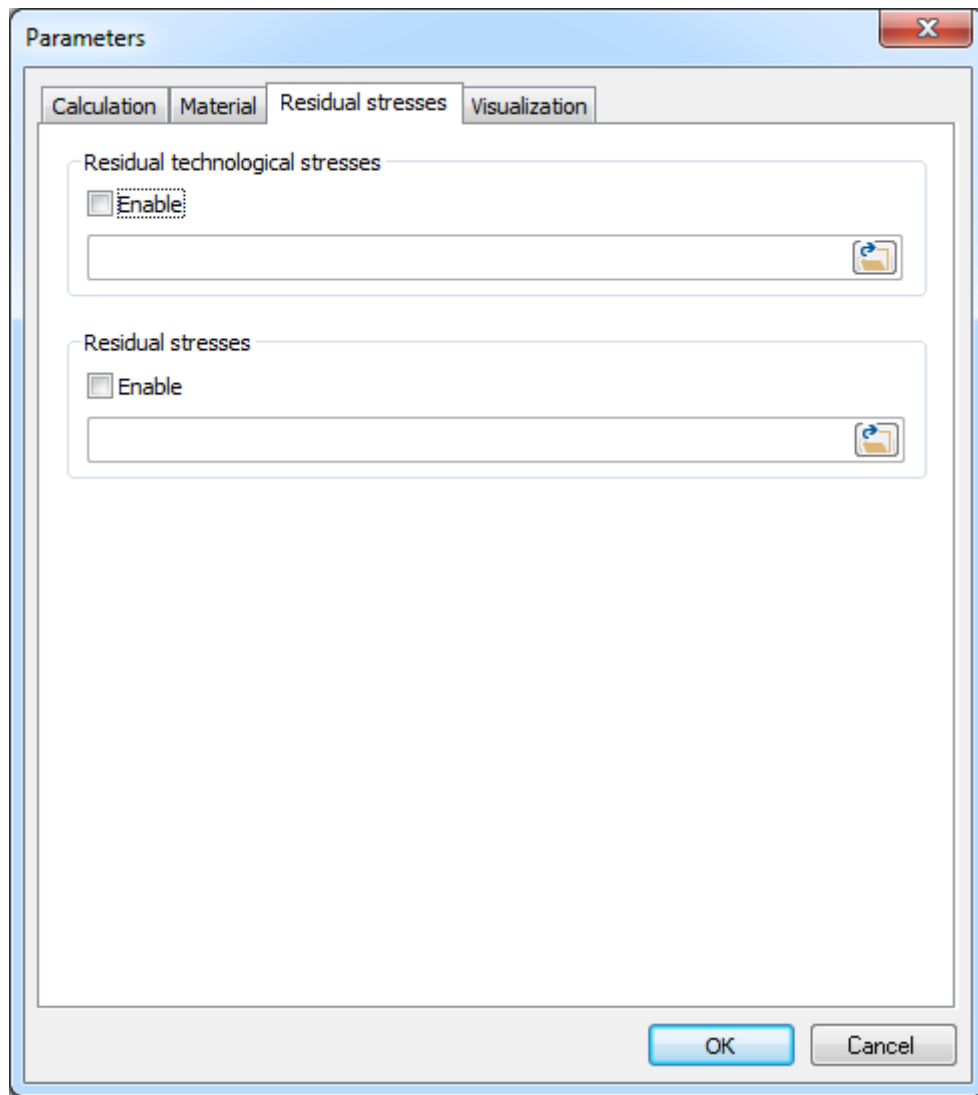 Parameters
Calculation Material Residual stresses Visualization
Residual technological stresses
Enable
Residual stresses
Enable
OK Cancel